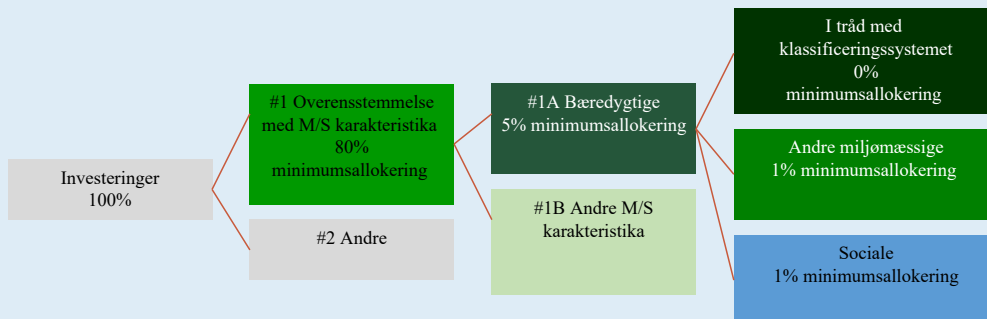 Investeringer
100%
#1 Overensstemmelse
med M/S karakteristika
80%
minimumsallokering
#2 Andre
#1A Bæredygtige
5% minimumsallokering
#1B Andre M/S
karakteristika
I tråd med
klassificeringssystemet
0%
minimumsallokering
Andre miljømæssige
1% minimumsallokering
Sociale
1% minimumsallokering